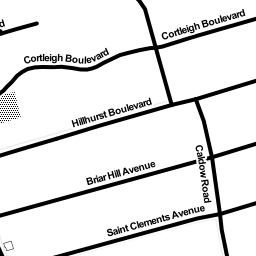 d
Cortleigh Boulevard
Cortleigh Boulevard
Hillhurst Boulevard
Briar Hill Avenue
Caldow Road
Saint Clements Avenue